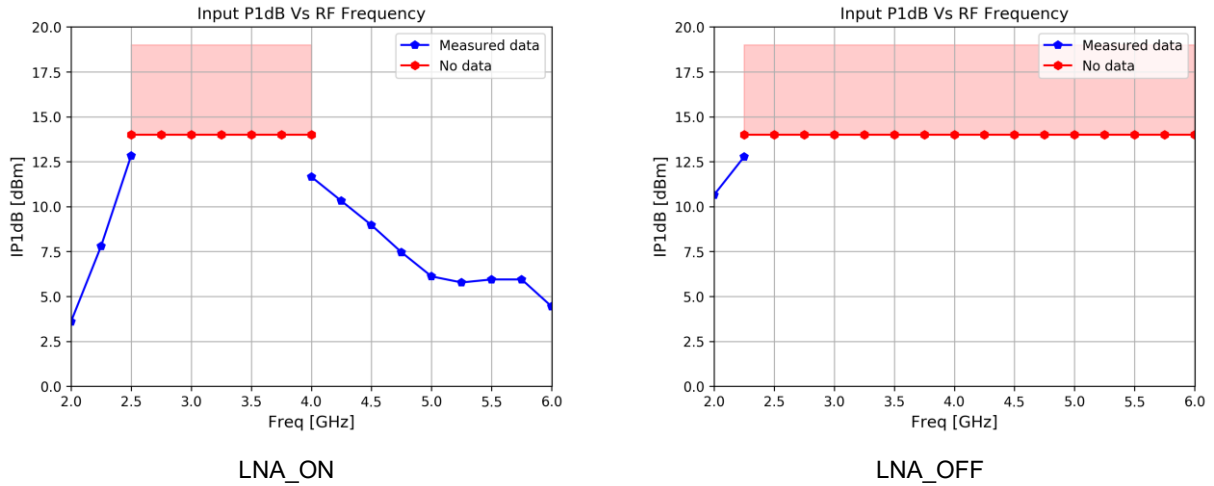 Input P1dB Vs RF Frequency
20.0
17.5
15.0
12.5
10.0
7.5
5.0
2.5
0.0
IP1dB [dBm]
Measured data
No data
2.0 2.5 3.0 3.5 4.0 4.5 5.0 5.5 6.0
Freq [GHz]
LNA_ON
Input P1dB Vs RF Frequency
20.0
17.5
15.0
12.5
10.0
7.5
5.0
2.5
0.0
IP1dB [dBm]
Measured data
No data
2.0 2.5 3.0 3.5 4.0 4.5 5.0 5.5 6.0
Freq [GHz]
LNA_OFF